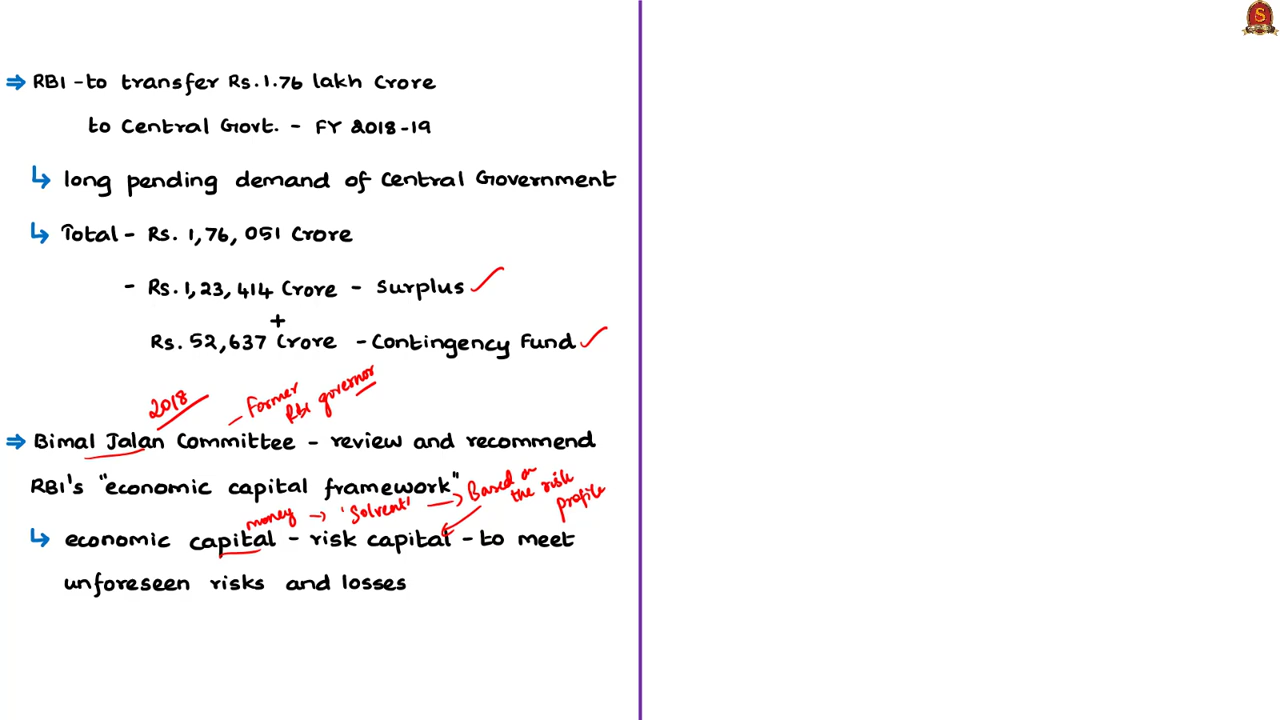 ⇒ RBI - to transfer Rs.1.76 lakh Crore
to Central Govt. - FY 2018-19
↳ long pending demand of Central Government
↳ Total - Rs. 1,76,051 Crore
- Rs.1,23,414 Crore - Surplus ✓
+
Rs. 52,637 Crore - Contingency Fund ✓
2018
- Former
RBI governor
⇒ Bimal Jalan Committee - review and recommend
RBI's "economic capital framework"
money → 'Solvent' → Based on
the risk
profile
↳ economic capital - risk capital - to meet
unforeseen risks and losses